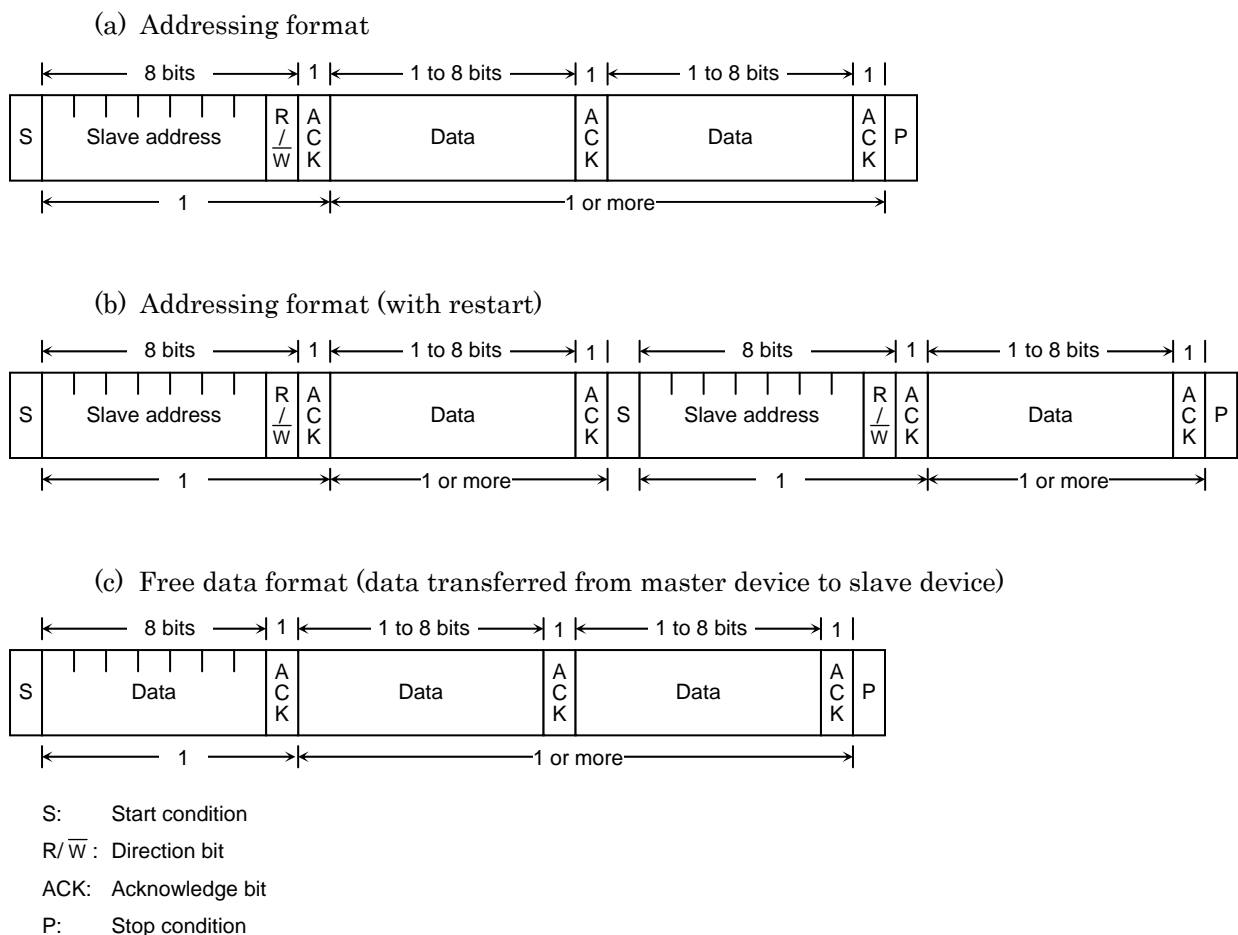 (a) Addressing format
8 bits 1 1 to 8 bits 1 1 to 8 bits 1
S Slave address R/W̅ ACK Data ACK Data ACK P
1 1 or more
(b) Addressing format (with restart)
8 bits 1 1 to 8 bits 1 8 bits 1 1 to 8 bits 1
S Slave address R/W̅ ACK Data ACK S Slave address R/W̅ ACK Data ACK P
1 1 or more 1 1 or more
(c) Free data format (data transferred from master device to slave device)
8 bits 1 1 to 8 bits 1 1 to 8 bits 1
S Data ACK Data ACK Data ACK P
1 1 or more
S: Start condition
R/W̅ : Direction bit
ACK: Acknowledge bit
P: Stop condition